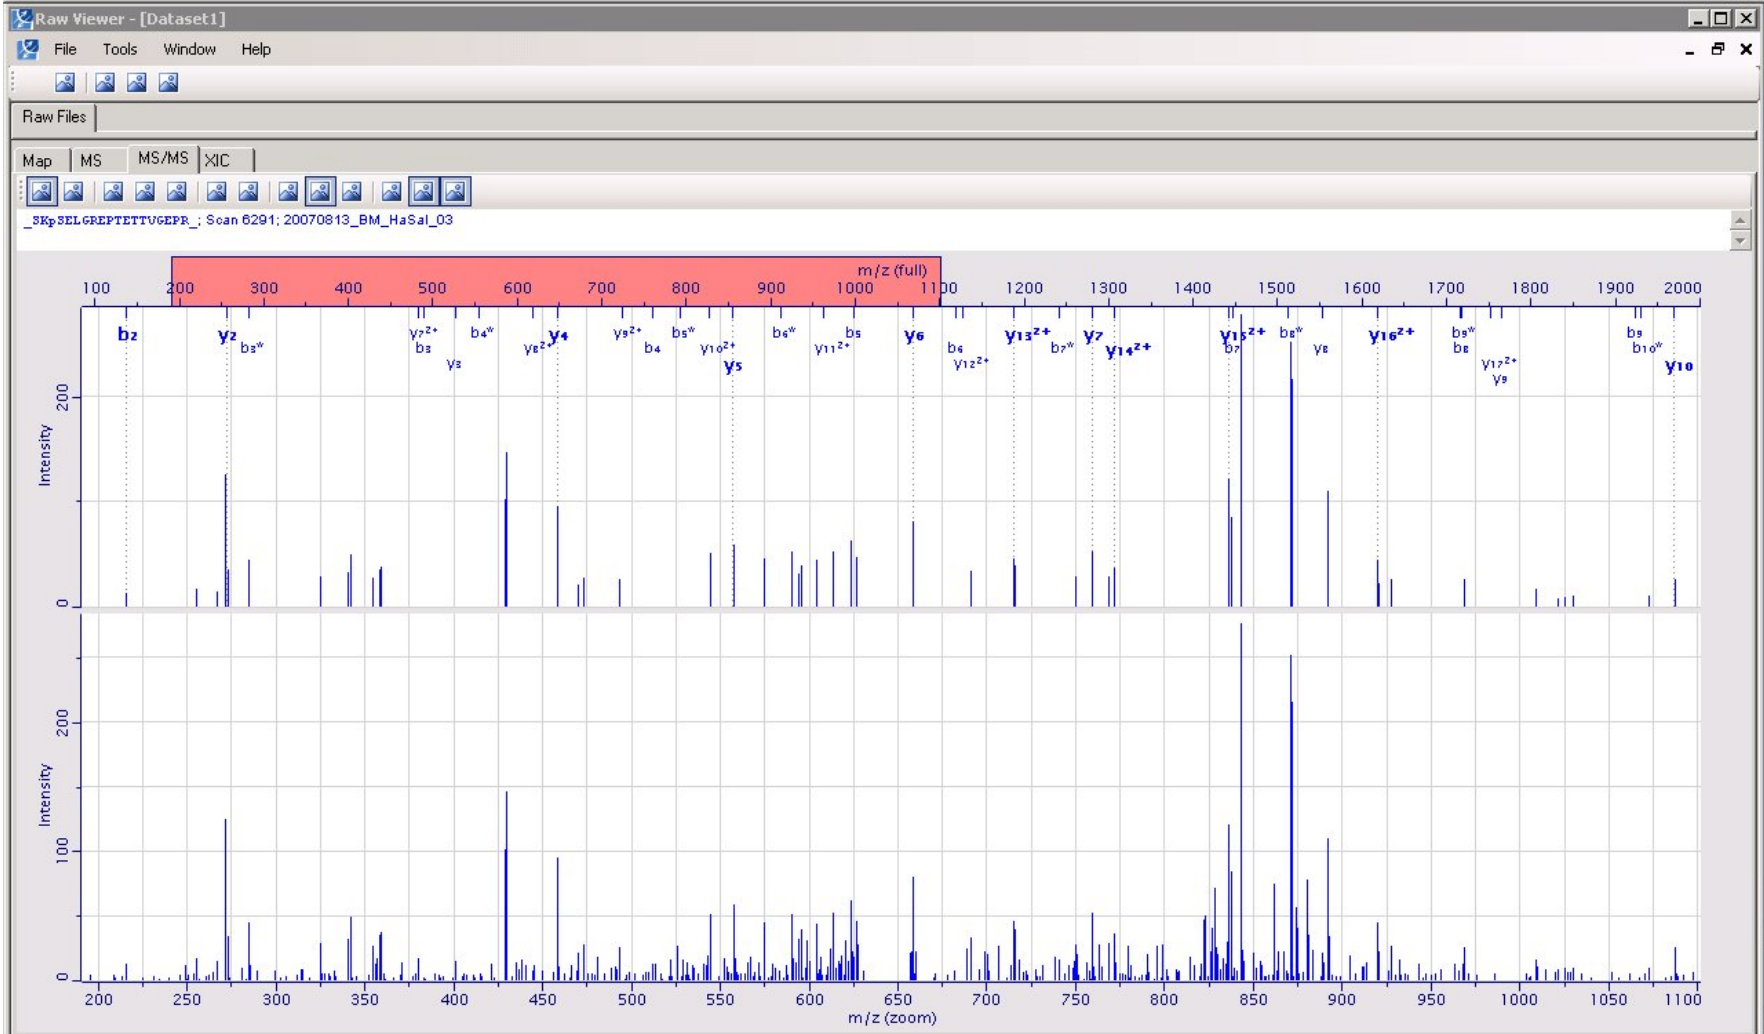 Raw Viewer - [Dataset1]
File Tools Window Help
Raw Files
Map MS MS/MS XIC
_SKpSELGREPTETTVGEPR_; Scan 6291; 20070813_BM_HaSal_03
m/z (full)
100 200 300 400 500 600 700 800 900 1000 1100 1200 1300 1400 1500 1600 1700 1800 1900 2000
b2 y2 y7²⁺ b4* y4 y9²⁺ b5* b6* b5 y6 y13²⁺ y7 y15²⁺ b8* y16²⁺ b9* b9
b3* b3 y8²⁺ b4 y10²⁺ y11²⁺ b6 b7* y14²⁺ b7 y8 b8 b10*
y3 y5 y12²⁺ y17²⁺ y10
y9
200
Intensity
0
200
Intensity
100
0
200 250 300 350 400 450 500 550 600 650 700 750 800 850 900 950 1000 1050 1100
m/z (zoom)